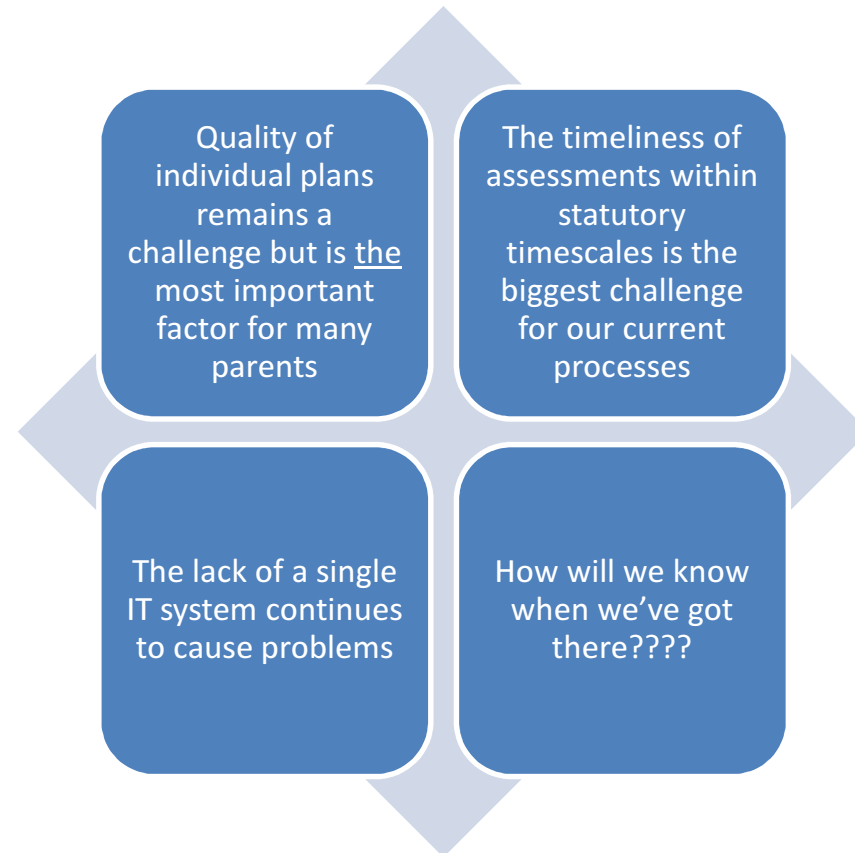 Quality of
individual plans
remains a
challenge but is the
most important
factor for many
parents
The timeliness of
assessments within
statutory
timescales is the
biggest challenge
for our current
processes
The lack of a single
IT system continues
to cause problems
How will we know
when we’ve got
there????